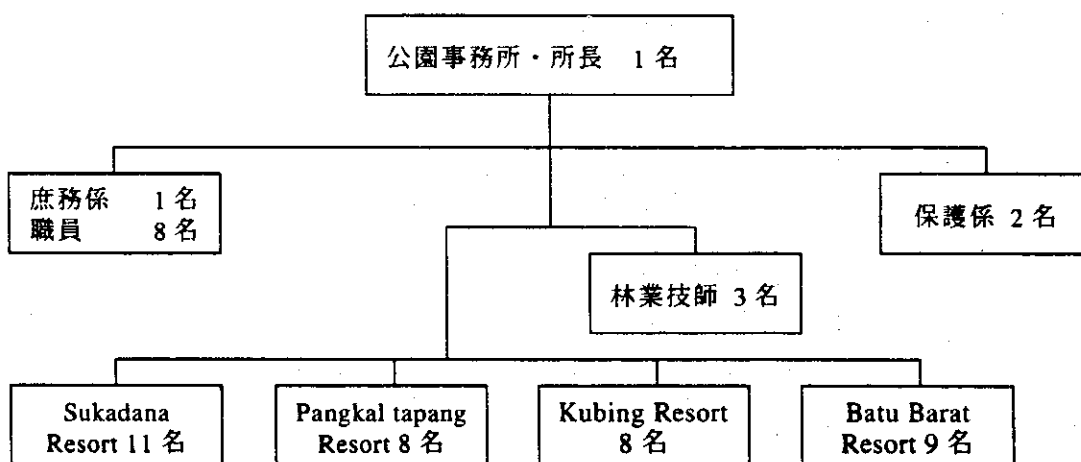 公園事務所・所長 1名
庶務係 1名
職員 8名
保護係 2名
林業技師 3名
Sukadana
Resort 11 名
Pangkal tapang
Resort 8 名
Kubing Resort
8 名
Batu Barat
Resort 9 名